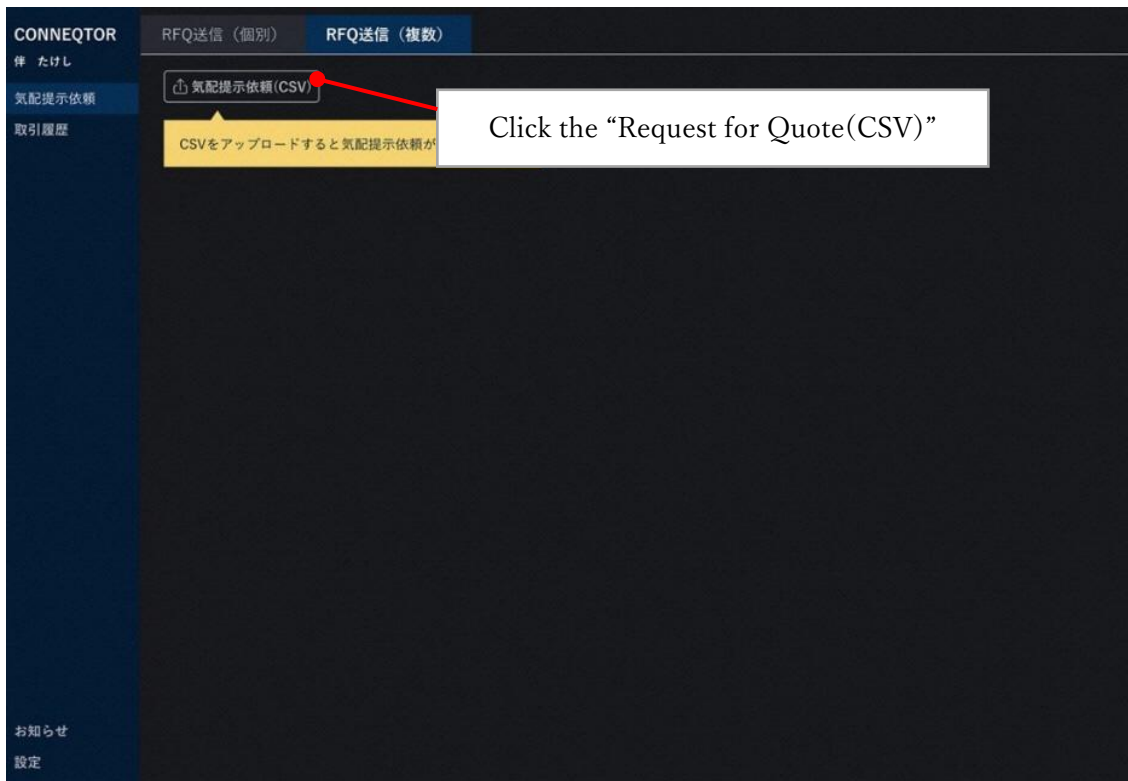 CONNEQTOR
伴 たけし
気配提示依頼
取引履歴
お知らせ
設定
RFQ送信（個別）
RFQ送信（複数）
気配提示依頼(CSV)
CSVをアップロードすると気配提示依頼が
Click the “Request for Quote(CSV)”